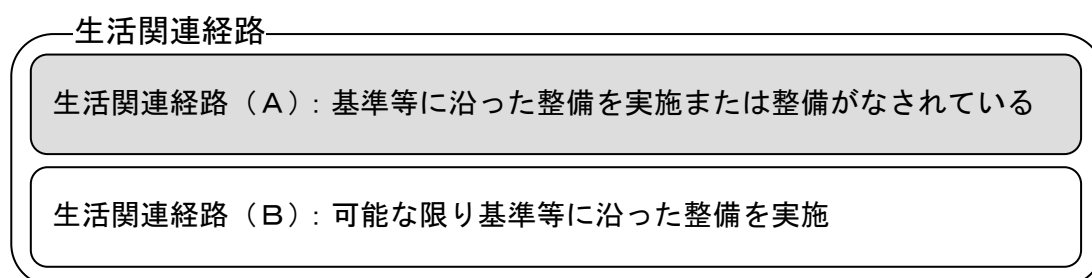 生活関連経路
生活関連経路（Ａ）：基準等に沿った整備を実施または整備がなされている
生活関連経路（Ｂ）：可能な限り基準等に沿った整備を実施